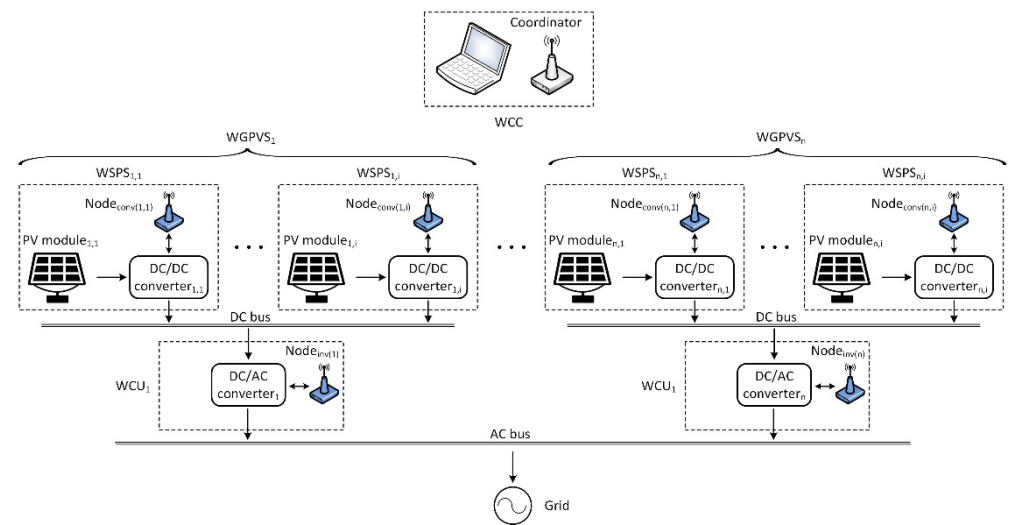 Coordinator
WCC
WGPVS1
WGPVSn
WSPS1,1
WSPS1,i
WSPSn,1
WSPSn,i
Nodeconv(1,1)
Nodeconv(1,i)
Nodeconv(n,1)
Nodeconv(n,i)
PV module1,1
PV module1,i
PV modulen,1
PV modulen,i
DC/DC
converter1,1
DC/DC
converter1,i
DC/DC
convertern,1
DC/DC
convertern,i
DC bus
DC bus
Nodeinv(1)
Nodeinv(n)
WCU1
DC/AC
converter1
WCU1
DC/AC
convertern
AC bus
Grid